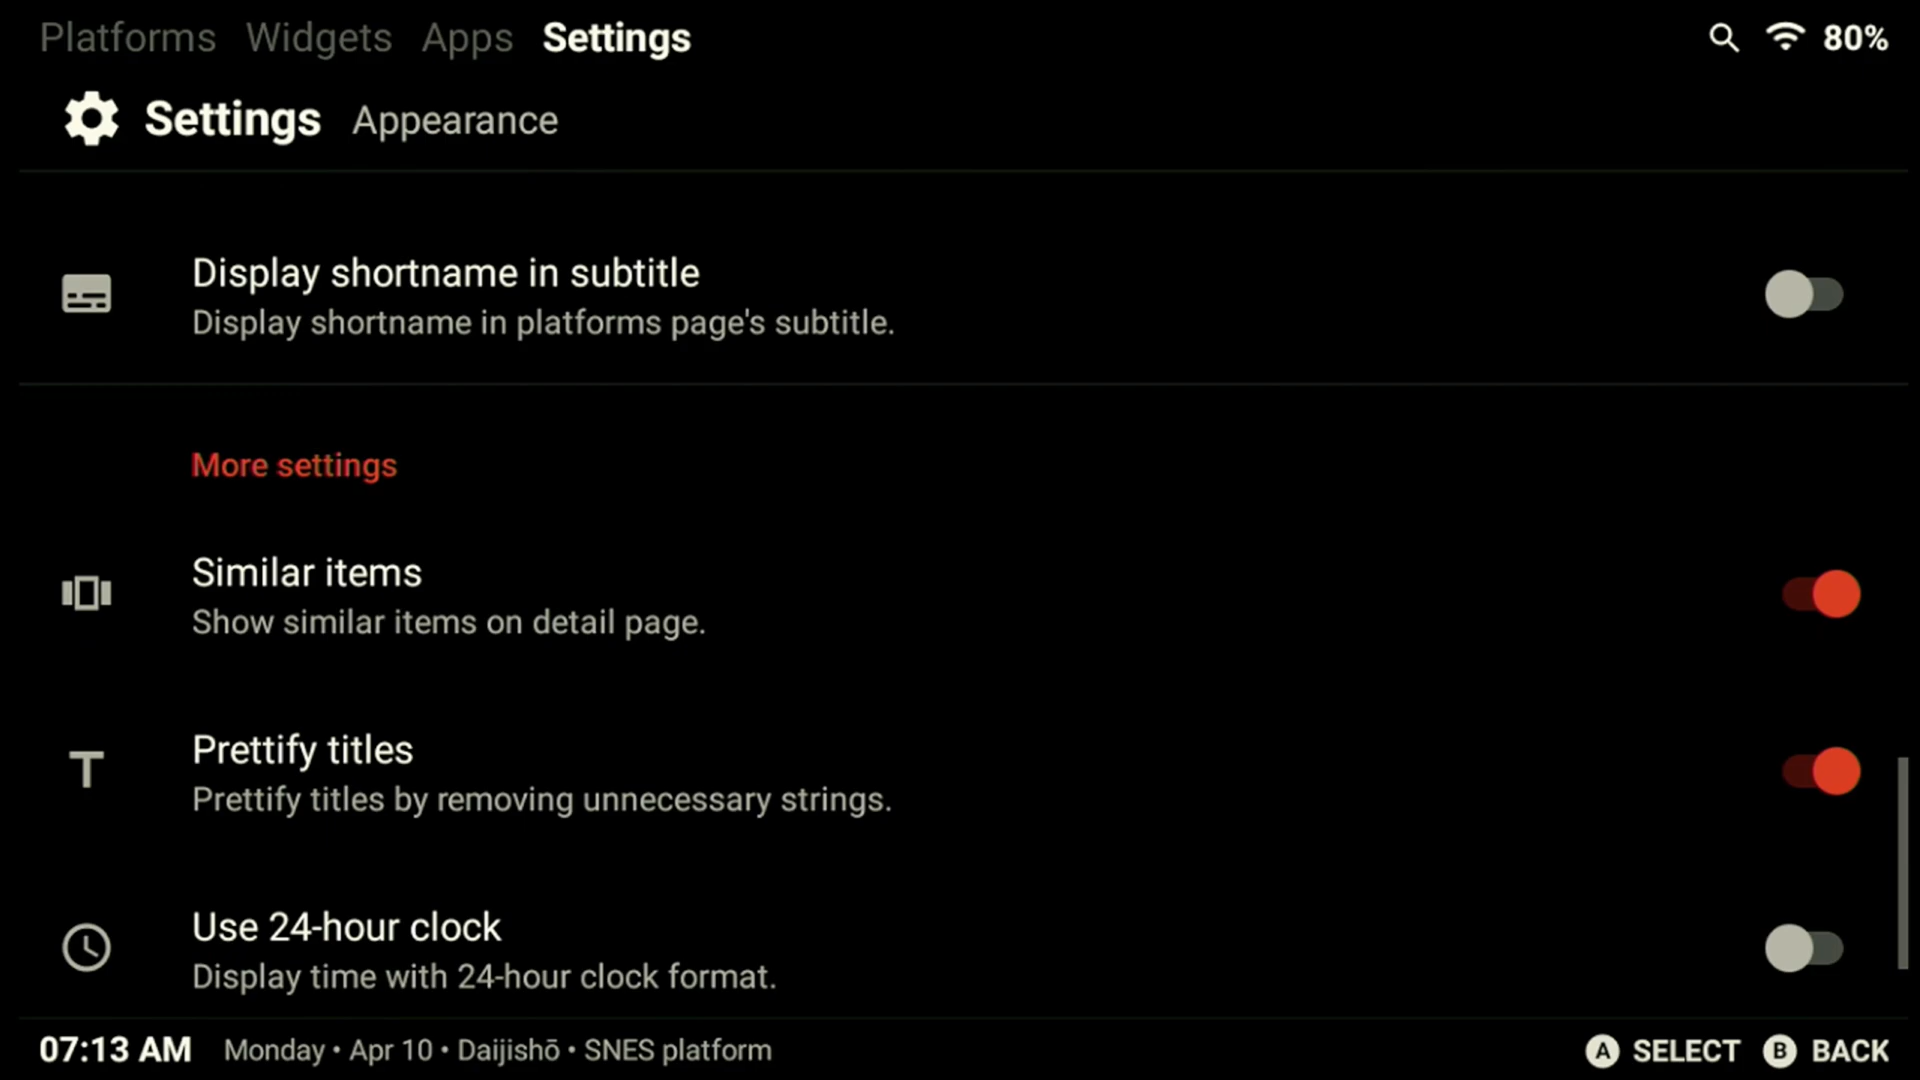 Platforms Widgets Apps Settings 80%
Settings Appearance
Display shortname in subtitle
Display shortname in platforms page's subtitle.
More settings
Similar items
Show similar items on detail page.
Prettify titles
Prettify titles by removing unnecessary strings.
Use 24-hour clock
Display time with 24-hour clock format.
07:13 AM Monday • Apr 10 • Daijishō • SNES platform A SELECT B BACK